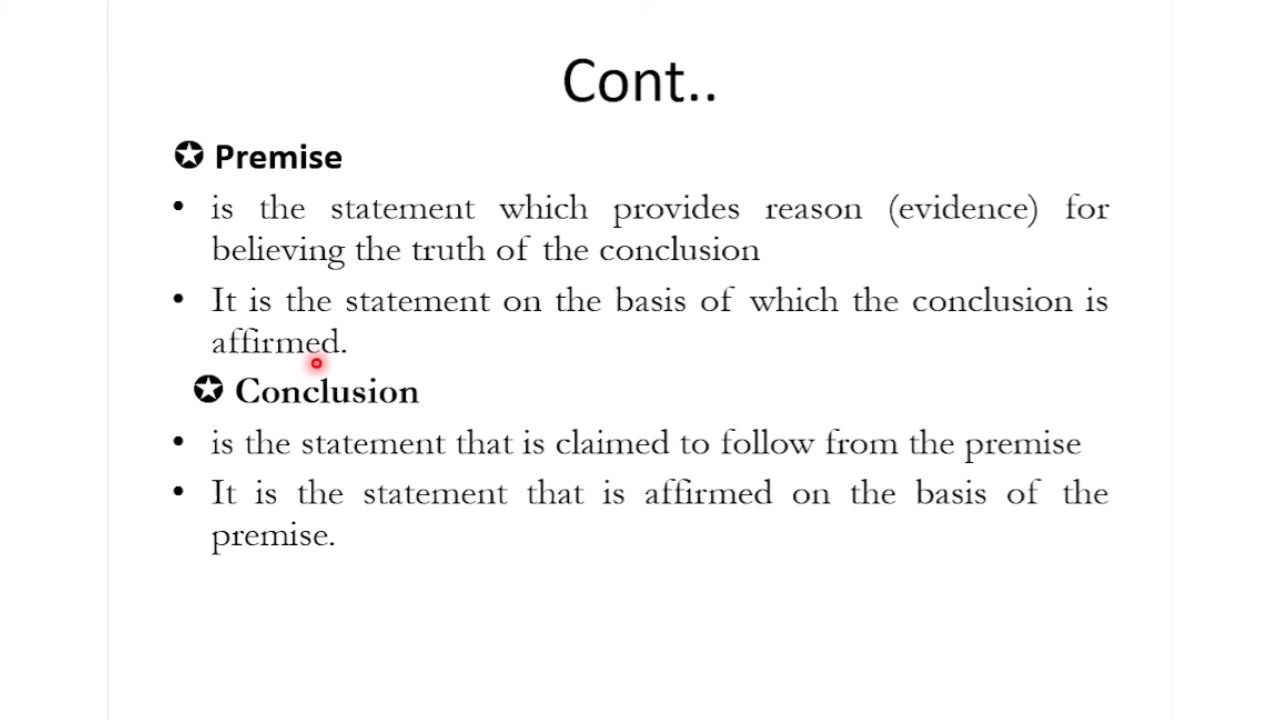 Cont..
✪ Premise
• is the statement which provides reason (evidence) for
believing the truth of the conclusion
• It is the statement on the basis of which the conclusion is
affirmed.
✪ Conclusion
• is the statement that is claimed to follow from the premise
• It is the statement that is affirmed on the basis of the
premise.